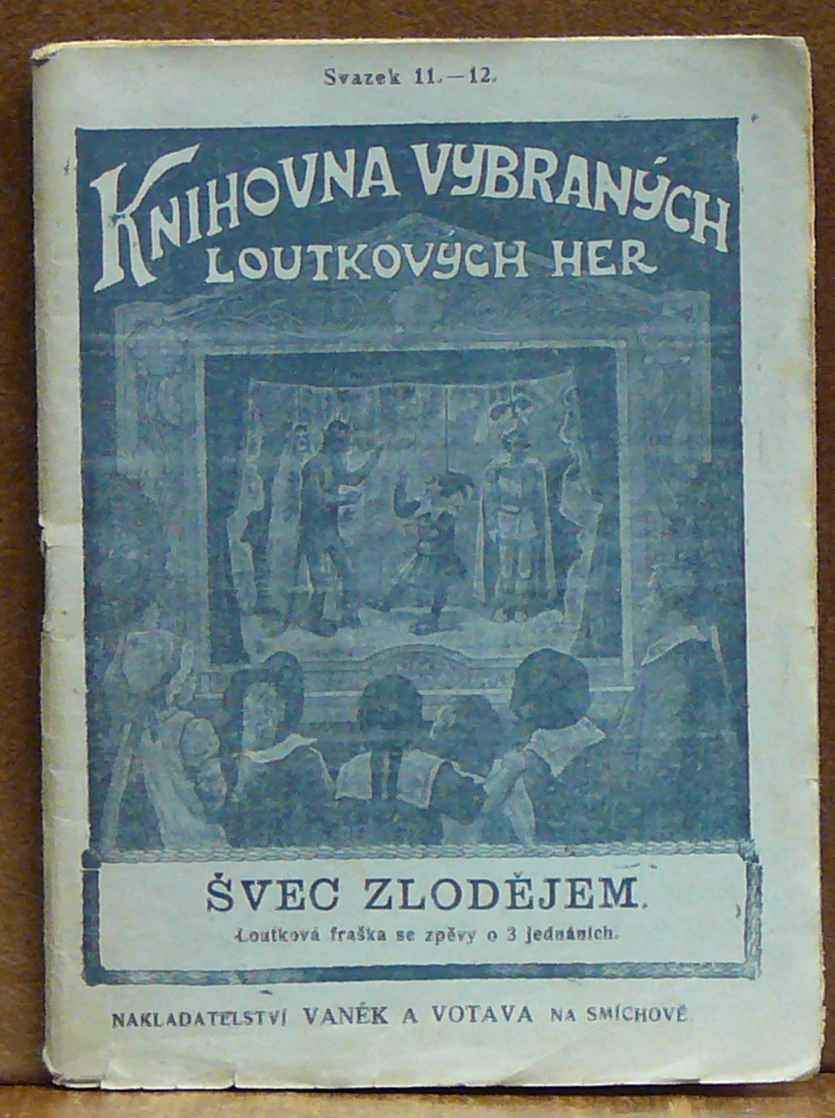 Svazek 11.—12.
KNIHOVNA VYBRANÝCH
LOUTKOVÝCH HER
ŠVEC ZLODĚJEM.
Loutková fraška se zpěvy o 3 jednáních.
NAKLADATELSTVÍ VANĚK A VOTAVA NA SMÍCHOVĚ.